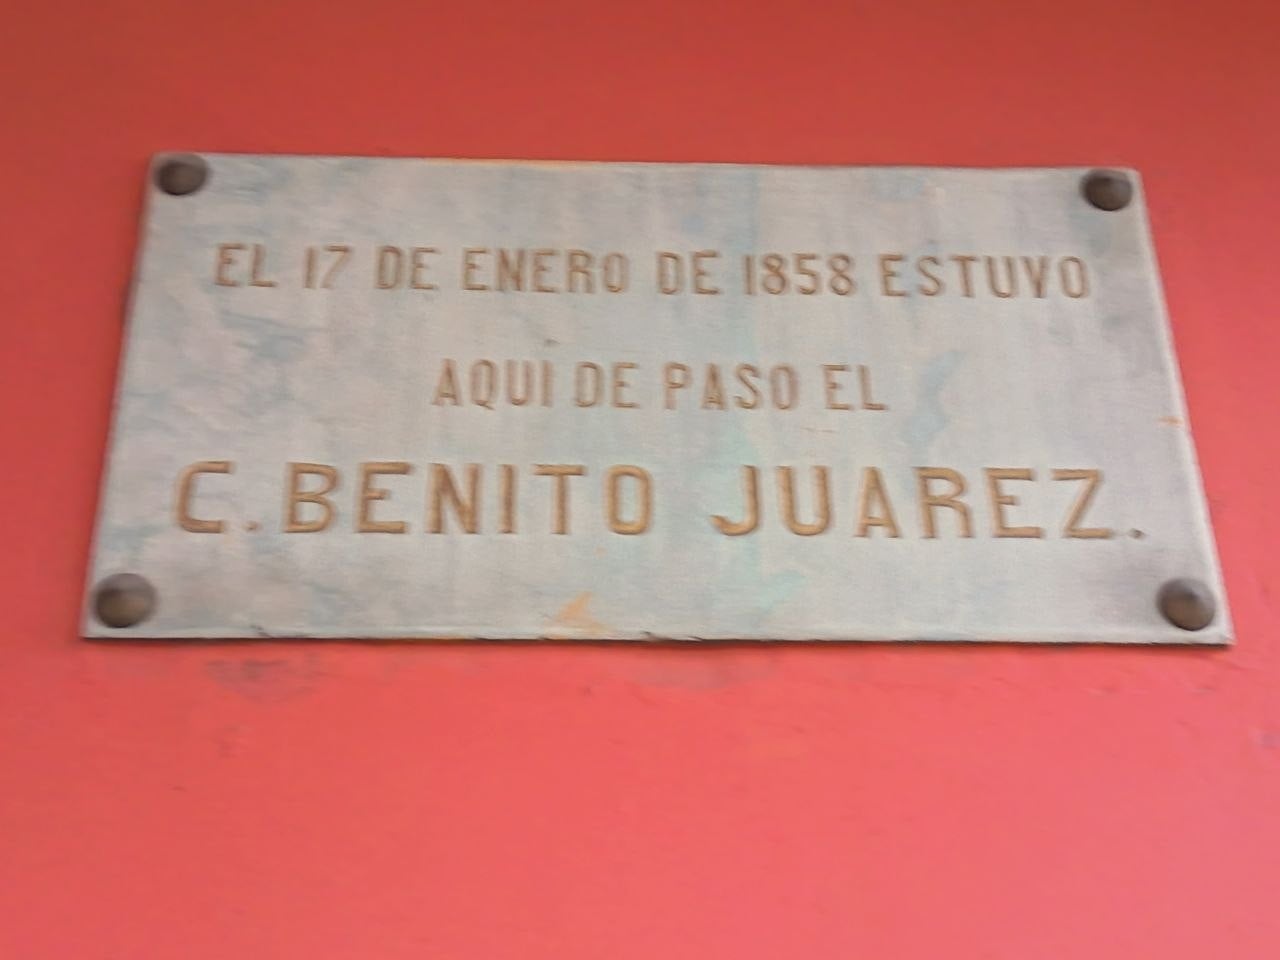 EL 17 DE ENERO DE 1858 ESTUVO
AQUI DE PASO EL
C. BENITO JUAREZ.